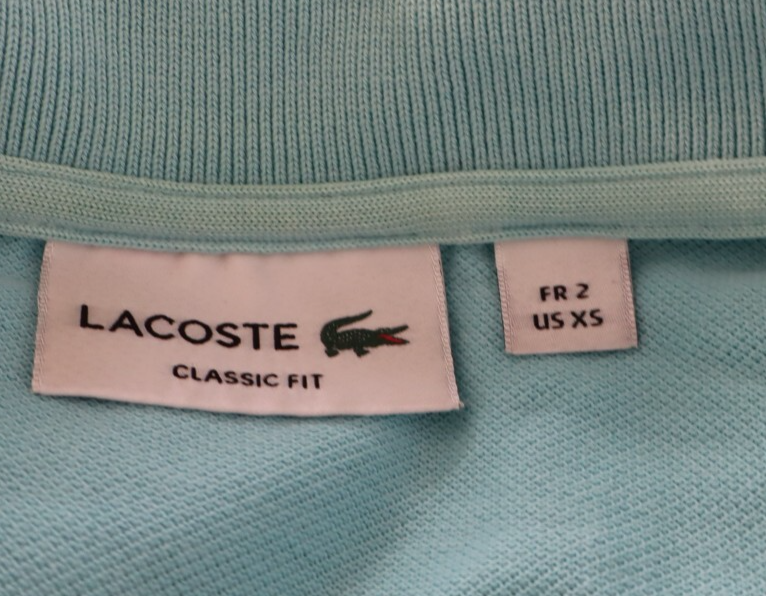 LACOSTE
CLASSIC FIT
FR 2
US XS